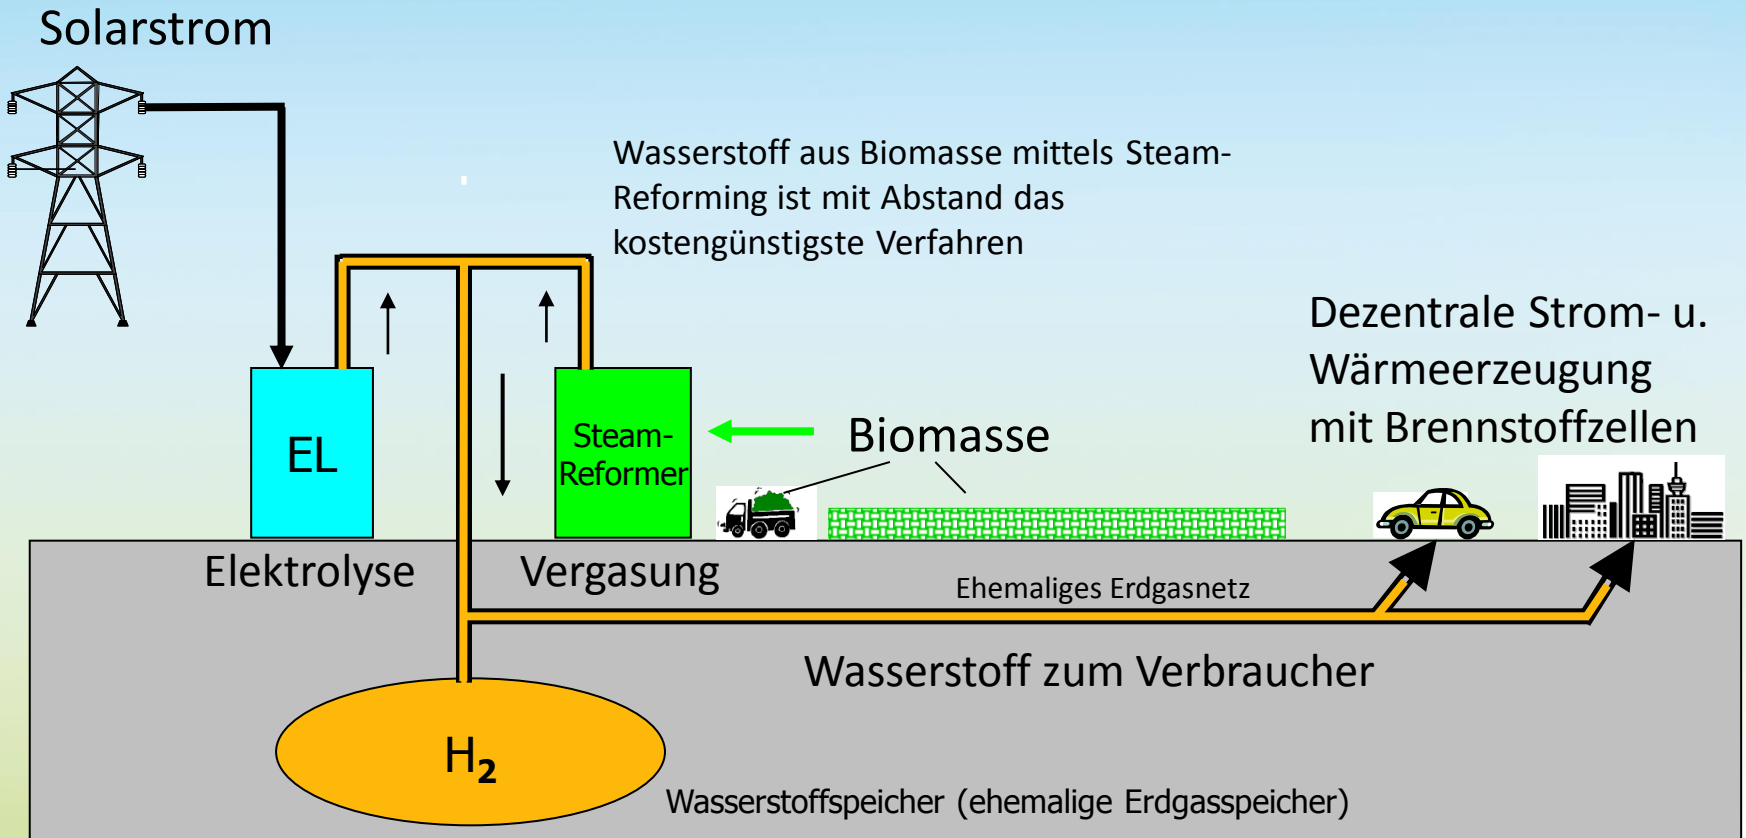 Solarstrom
Wasserstoff aus Biomasse mittels Steam-
Reforming ist mit Abstand das
kostengünstigste Verfahren
Dezentrale Strom- u.
Wärmeerzeugung
mit Brennstoffzellen
EL
Steam-
Reformer
Biomasse
Elektrolyse
Vergasung
Ehemaliges Erdgasnetz
Wasserstoff zum Verbraucher
H₂
Wasserstoffspeicher (ehemalige Erdgasspeicher)